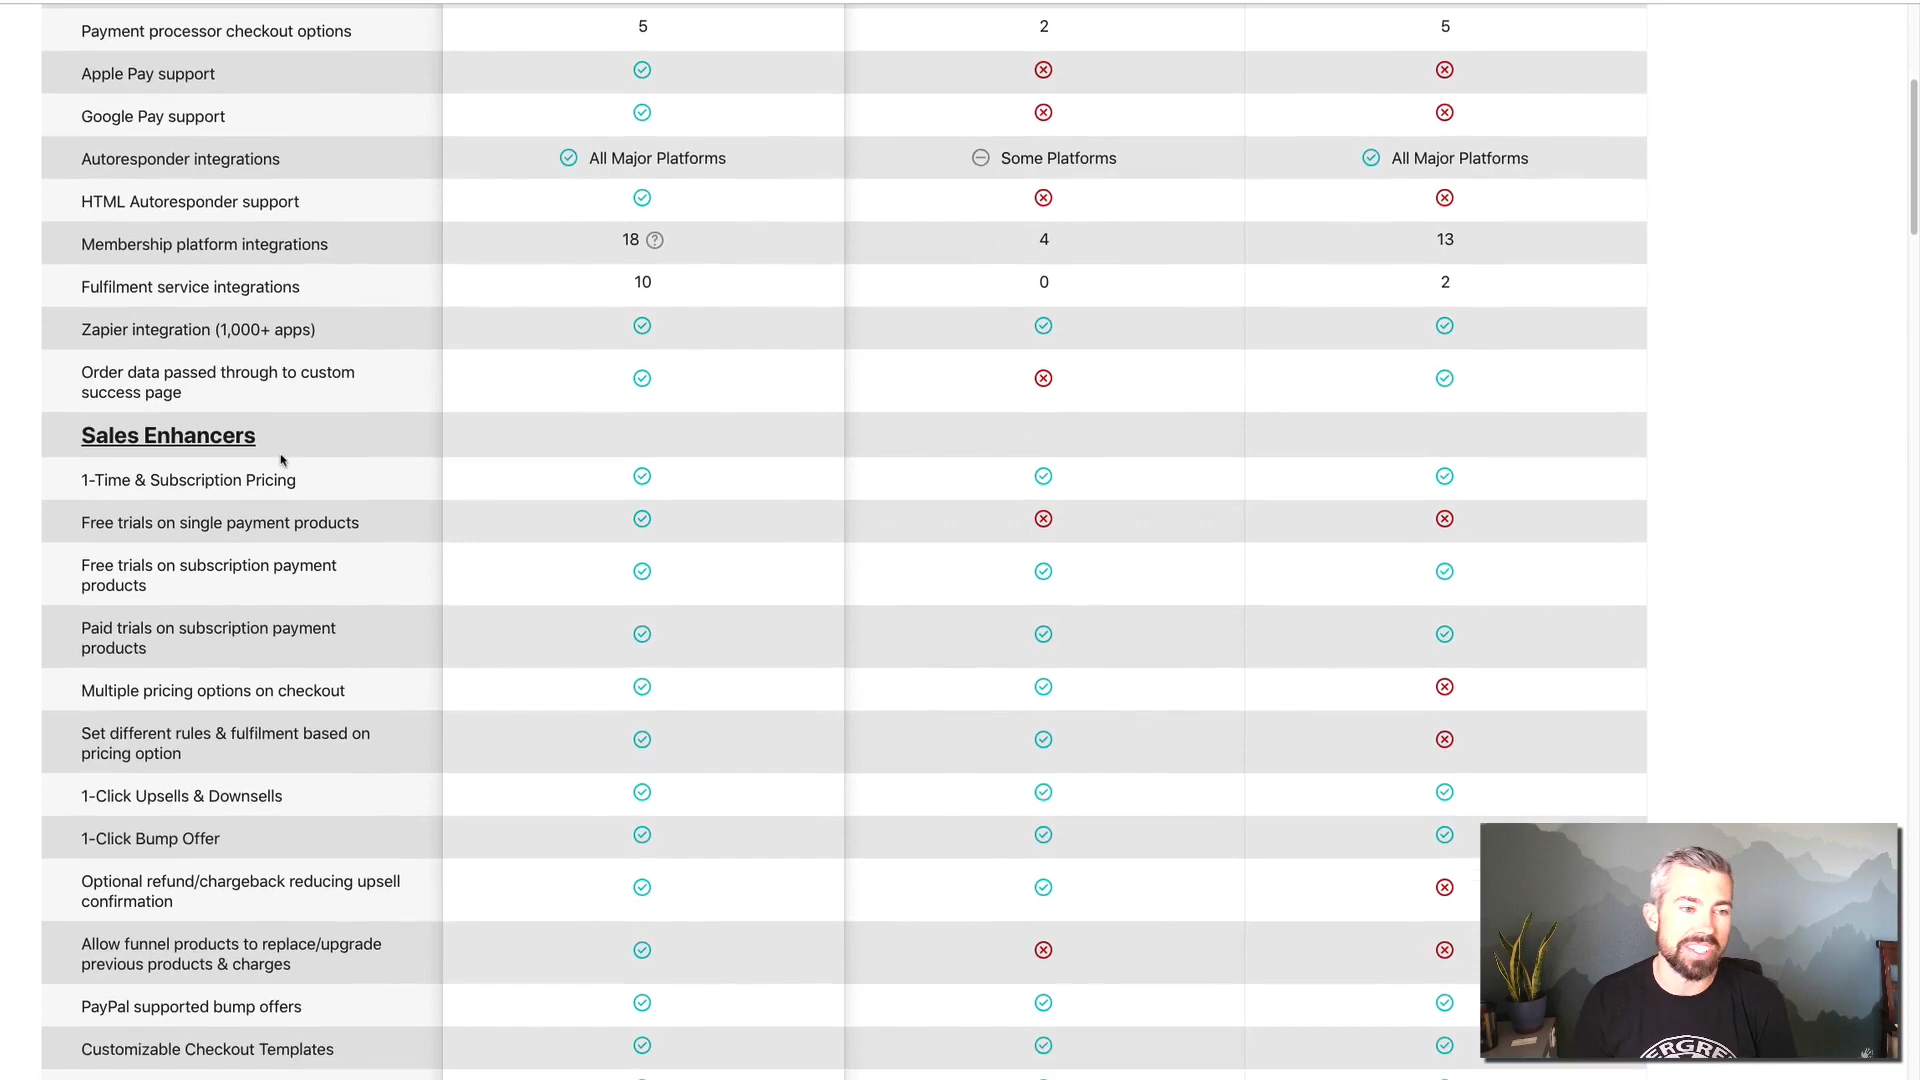 Payment processor checkout options 5 2 5
Apple Pay support
Google Pay support
Autoresponder integrations All Major Platforms Some Platforms All Major Platforms
HTML Autoresponder support
Membership platform integrations 18 ? 4 13
Fulfilment service integrations 10 0 2
Zapier integration (1,000+ apps)
Order data passed through to custom
success page
Sales Enhancers
1-Time & Subscription Pricing
Free trials on single payment products
Free trials on subscription payment
products
Paid trials on subscription payment
products
Multiple pricing options on checkout
Set different rules & fulfilment based on
pricing option
1-Click Upsells & Downsells
1-Click Bump Offer
Optional refund/chargeback reducing upsell
confirmation
Allow funnel products to replace/upgrade
previous products & charges
PayPal supported bump offers
Customizable Checkout Templates